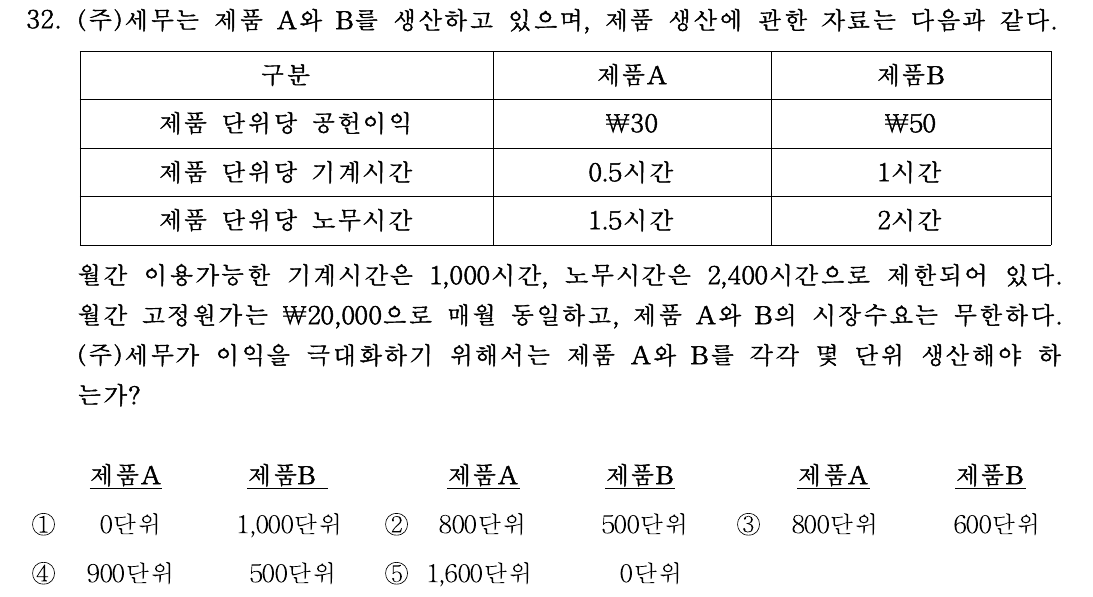 32. (주)세무는 제품 A와 B를 생산하고 있으며, 제품 생산에 관한 자료는 다음과 같다.
구분 제품A 제품B
제품 단위당 공헌이익 ₩30 ₩50
제품 단위당 기계시간 0.5시간 1시간
제품 단위당 노무시간 1.5시간 2시간
월간 이용가능한 기계시간은 1,000시간, 노무시간은 2,400시간으로 제한되어 있다.
월간 고정원가는 ₩20,000으로 매월 동일하고, 제품 A와 B의 시장수요는 무한하다.
(주)세무가 이익을 극대화하기 위해서는 제품 A와 B를 각각 몇 단위 생산해야 하
는가?
제품A 제품B 제품A 제품B 제품A 제품B
① 0단위 1,000단위 ② 800단위 500단위 ③ 800단위 600단위
④ 900단위 500단위 ⑤ 1,600단위 0단위